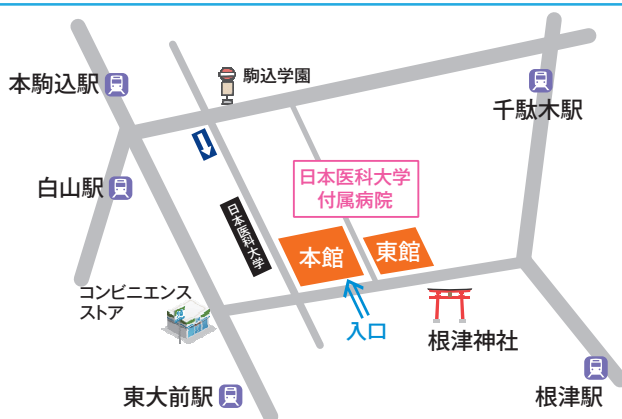 駒込学園
本駒込駅
千駄木駅
日本医科大学
付属病院
白山駅
日本医科大学
本館
東館
コンビニエンス
ストア
入口
根津神社
東大前駅
根津駅